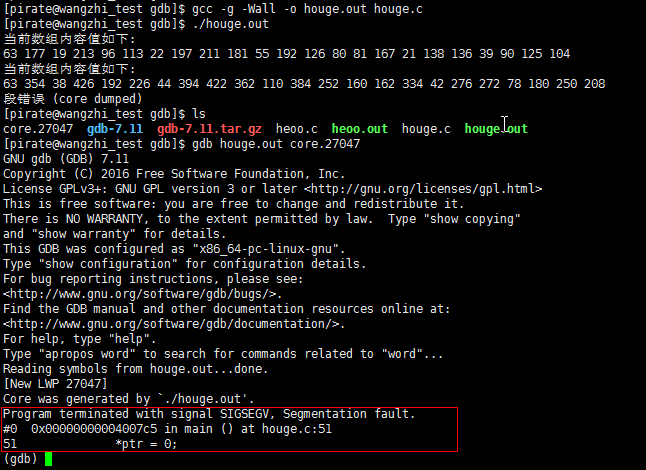 [pirate@wangzhi_test gdb]$ gcc -g -Wall -o houge.out houge.c
[pirate@wangzhi_test gdb]$ ./houge.out
当前数组内容值如下:
63 177 19 213 96 113 22 197 211 181 55 192 126 80 81 167 21 138 136 39 90 125 104
当前数组内容值如下:
63 354 38 426 192 226 44 394 422 362 110 384 252 160 162 334 42 276 272 78 180 250 208
段错误 (core dumped)
[pirate@wangzhi_test gdb]$ ls
core.27047  gdb-7.11  gdb-7.11.tar.gz  heoo.c  heoo.out  houge.c  houge.out
[pirate@wangzhi_test gdb]$ gdb houge.out core.27047
GNU gdb (GDB) 7.11
Copyright (C) 2016 Free Software Foundation, Inc.
License GPLv3+: GNU GPL version 3 or later <http://gnu.org/licenses/gpl.html>
This is free software: you are free to change and redistribute it.
There is NO WARRANTY, to the extent permitted by law.  Type "show copying"
and "show warranty" for details.
This GDB was configured as "x86_64-pc-linux-gnu".
Type "show configuration" for configuration details.
For bug reporting instructions, please see:
<http://www.gnu.org/software/gdb/bugs/>.
Find the GDB manual and other documentation resources online at:
<http://www.gnu.org/software/gdb/documentation/>.
For help, type "help".
Type "apropos word" to search for commands related to "word"...
Reading symbols from houge.out...done.
[New LWP 27047]
Core was generated by `./houge.out'.
Program terminated with signal SIGSEGV, Segmentation fault.
#0  0x00000000004007c5 in main () at houge.c:51
51              *ptr = 0;
(gdb)